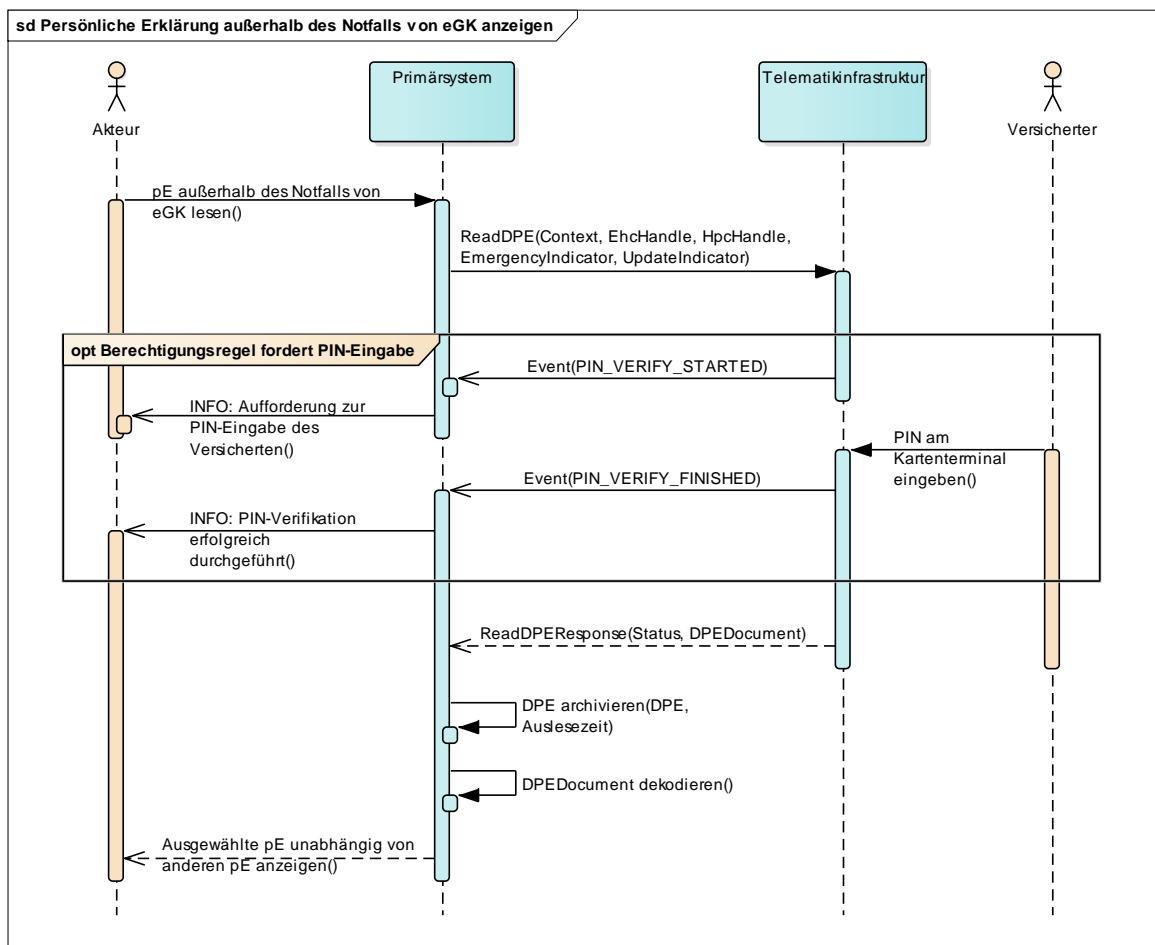 sd Persönliche Erklärung außerhalb des Notfalls von eGK anzeigen
Akteur
Primärsystem
Telematikinfrastruktur
Versicherter
pE außerhalb des Notfalls von
eGK lesen()
ReadDPE(Context, EhcHandle, HpcHandle,
EmergencyIndicator, UpdateIndicator)
opt Berechtigungsregel fordert PIN-Eingabe
Event(PIN_VERIFY_STARTED)
INFO: Aufforderung zur
PIN-Eingabe des
Versicherten()
PIN am
Kartenterminal
eingeben()
Event(PIN_VERIFY_FINISHED)
INFO: PIN-Verifikation
erfolgreich
durchgeführt()
ReadDPEResponse(Status, DPEDocument)
DPE archivieren(DPE,
Auslesezeit)
DPEDocument dekodieren()
Ausgewählte pE unabhängig von
anderen pE anzeigen()